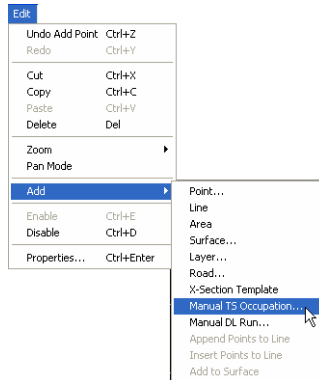 Edit
Undo Add Point Ctrl+Z
Redo Ctrl+Y
Cut Ctrl+X
Copy Ctrl+C
Paste Ctrl+V
Delete Del
Zoom
Pan Mode
Add
Enable Ctrl+E
Disable Ctrl+D
Properties... Ctrl+Enter
Point...
Line
Area
Surface...
Layer...
Road...
X-Section Template
Manual TS Occupation...
Manual DL Run...
Append Points to Line
Insert Points to Line
Add to Surface